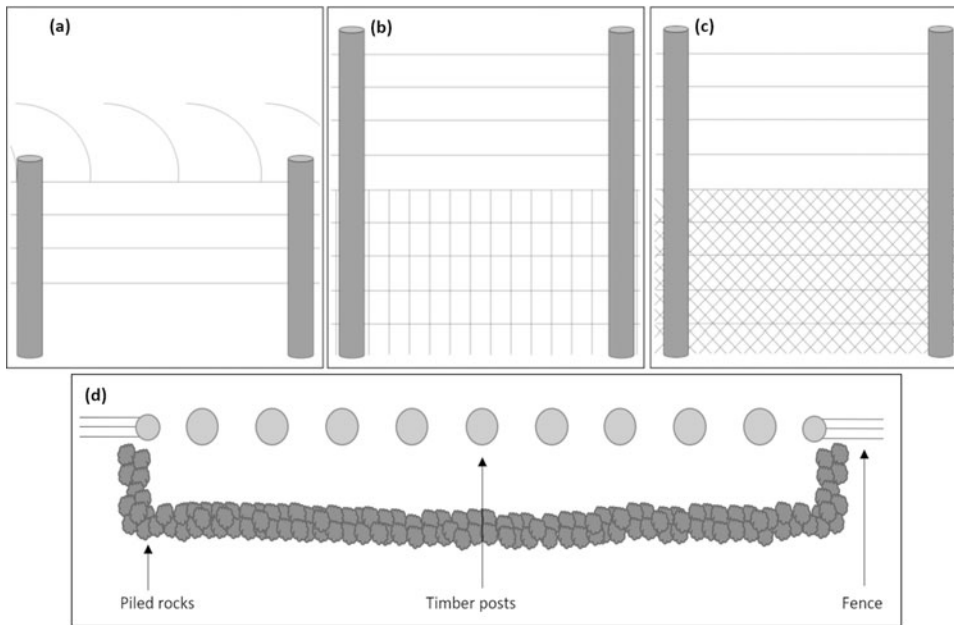 (a)
(b)
(c)
(d)
Piled rocks
Timber posts
Fence